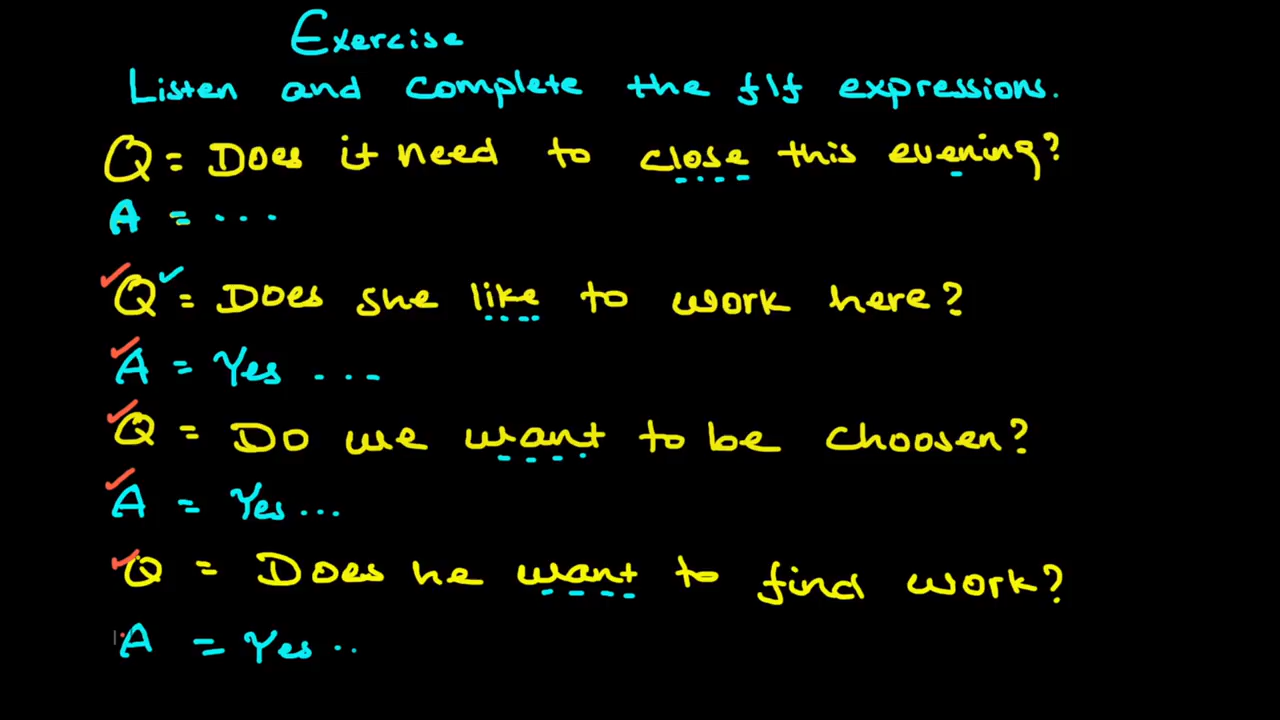 Exercise
Listen and complete the flf expressions.
Q = Does it need to close this evening?
A = ...
Q = Does she like to work here?
A = Yes ...
Q = Do we want to be choosen?
A = Yes ...
Q = Does he want to find work?
A = Yes ..